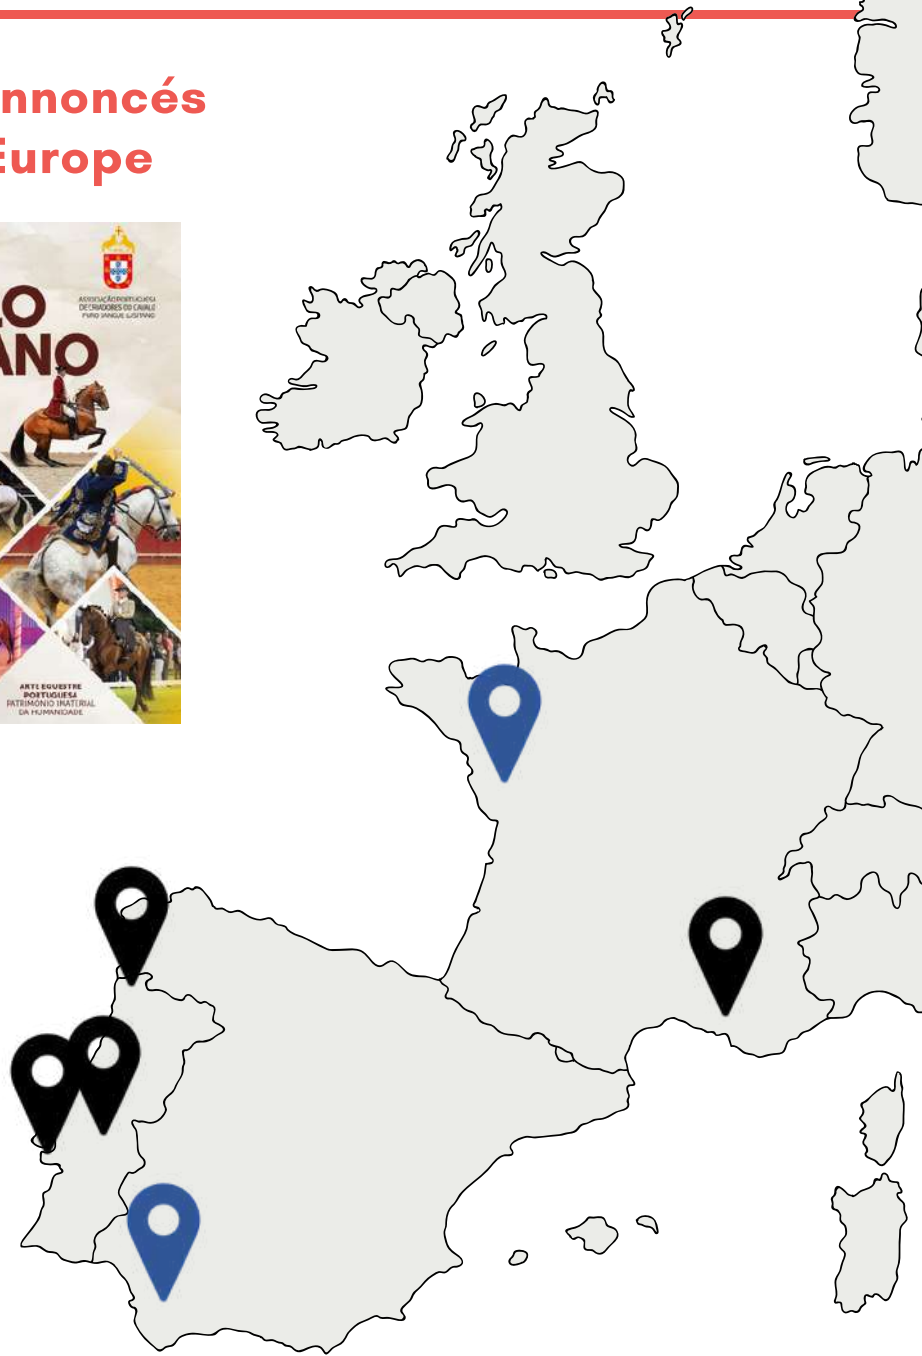 nnoncés
Europe
ASSOCIAÇÃO PORTUGUESA
DE CRIADORES DO CAVALO
PURO SANGUE LUSITANO
LO
ANO
ARTE EQUESTRE
PORTUGUESA
PATRIMÓNIO IMATERIAL
DA HUMANIDADE